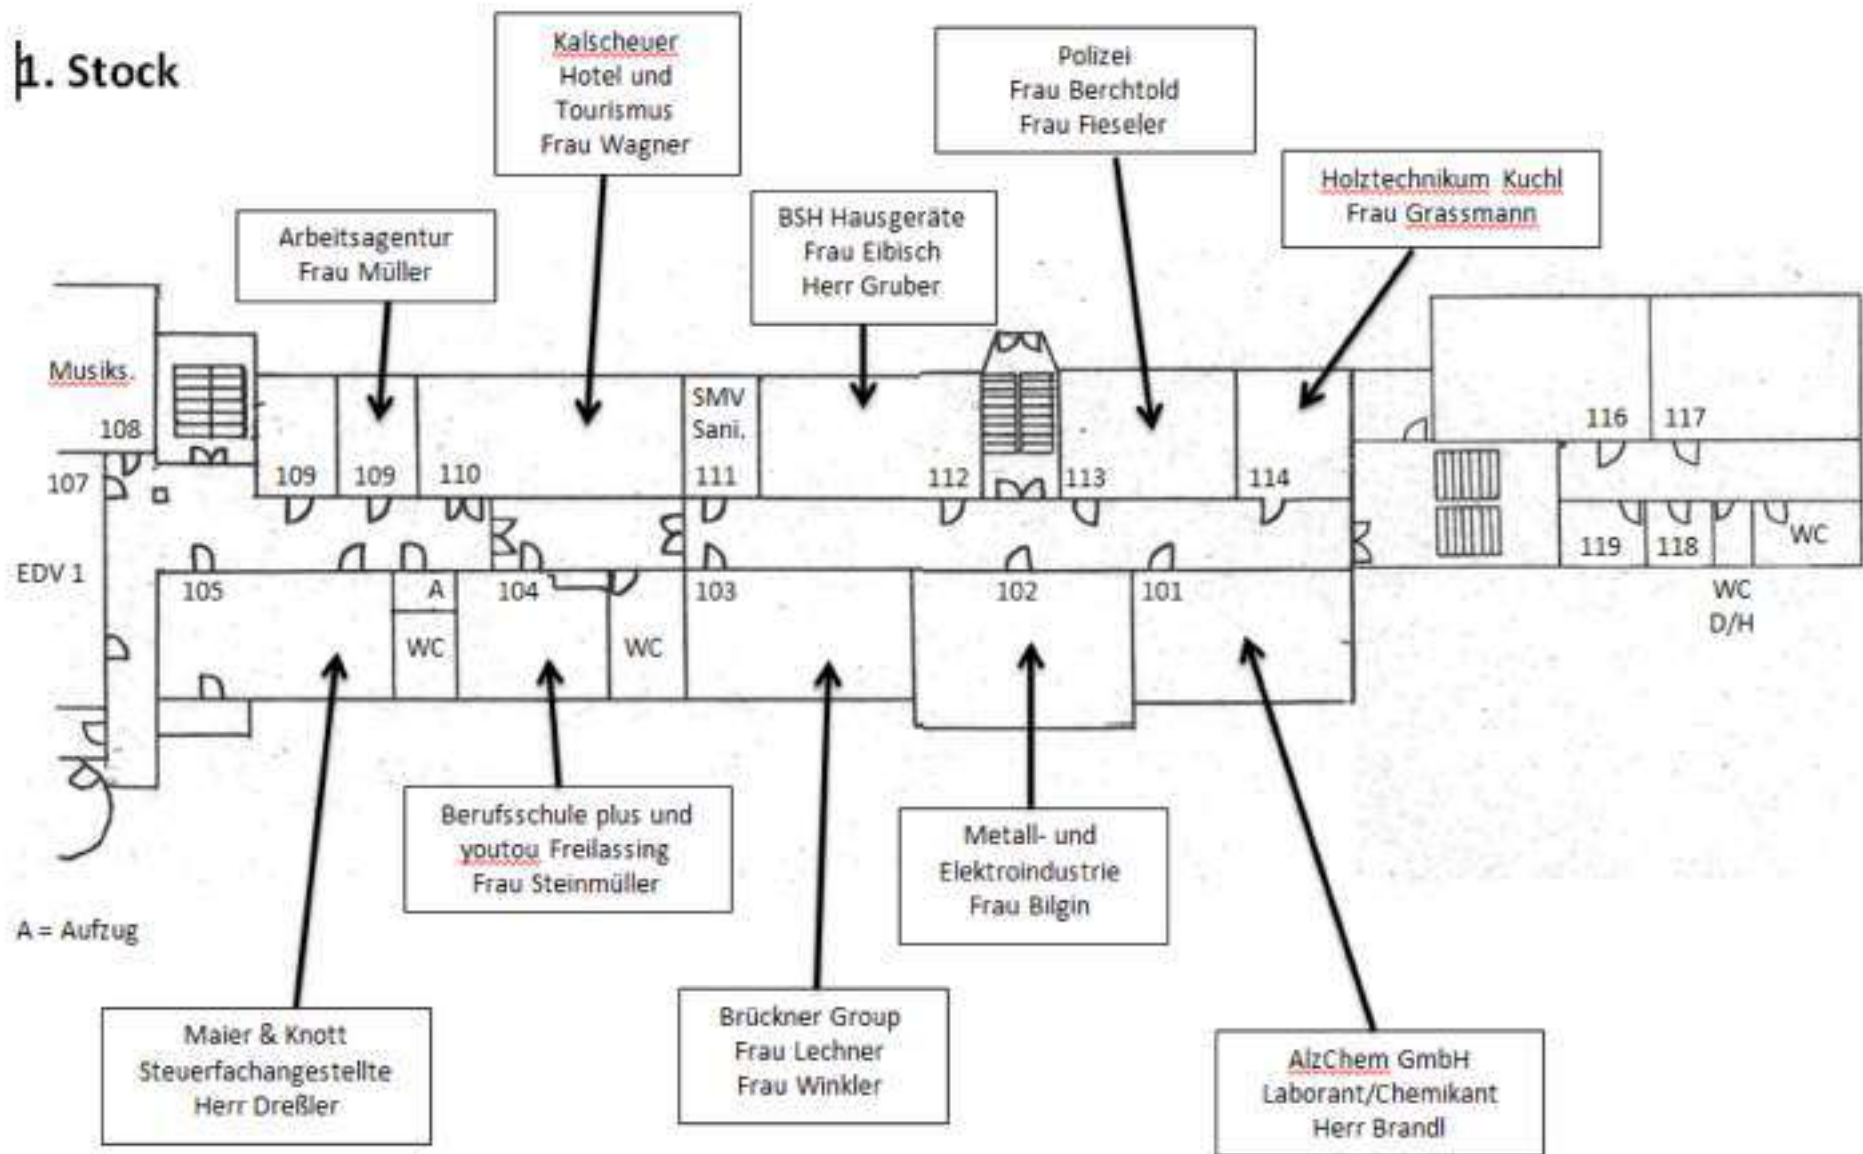 1. Stock
Kalscheuer
Hotel und
Tourismus
Frau Wagner
Polizei
Frau Berchtold
Frau Fieseler
Holztechnikum Kuchl
Frau Grassmann
Arbeitsagentur
Frau Müller
BSH Hausgeräte
Frau Eibisch
Herr Gruber
Musiks.
108
107
109
109
110
SMV
Sani.
111
112
113
114
116
117
EDV 1
105
A
WC
104
WC
103
102
101
119
118
WC
WC
D/H
Berufsschule plus und
youtou Freilassing
Frau Steinmüller
Metall- und
Elektroindustrie
Frau Bilgin
A = Aufzug
Maier & Knott
Steuerfachangestellte
Herr Dreßler
Brückner Group
Frau Lechner
Frau Winkler
AlzChem GmbH
Laborant/Chemikant
Herr Brandl